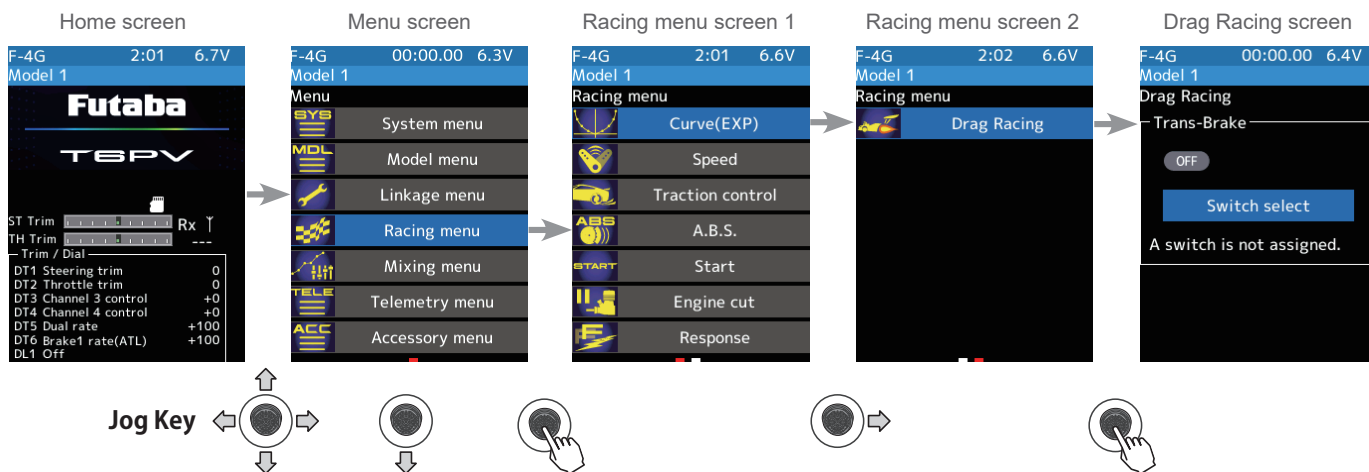 Home screen
Menu screen
Racing menu screen 1
Racing menu screen 2
Drag Racing screen
F-4G 2:01 6.7V
Model 1
Futaba
T6PV
ST Trim
Rx
TH Trim
---
Trim / Dial
DT1 Steering trim 0
DT2 Throttle trim 0
DT3 Channel 3 control +0
DT4 Channel 4 control +0
DT5 Dual rate +100
DT6 Brake1 rate(ATL) +100
DL1 Off
F-4G 00:00.00 6.3V
Model 1
Menu
SYS System menu
MDL Model menu
Linkage menu
Racing menu
Mixing menu
TELE Telemetry menu
ACC Accessory menu
F-4G 2:01 6.6V
Model 1
Racing menu
Curve(EXP)
Speed
Traction control
ABS A.B.S.
START Start
Engine cut
Response
F-4G 2:02 6.6V
Model 1
Racing menu
Drag Racing
F-4G 00:00.00 6.4V
Model 1
Drag Racing
Trans-Brake
OFF
Switch select
A switch is not assigned.
Jog Key